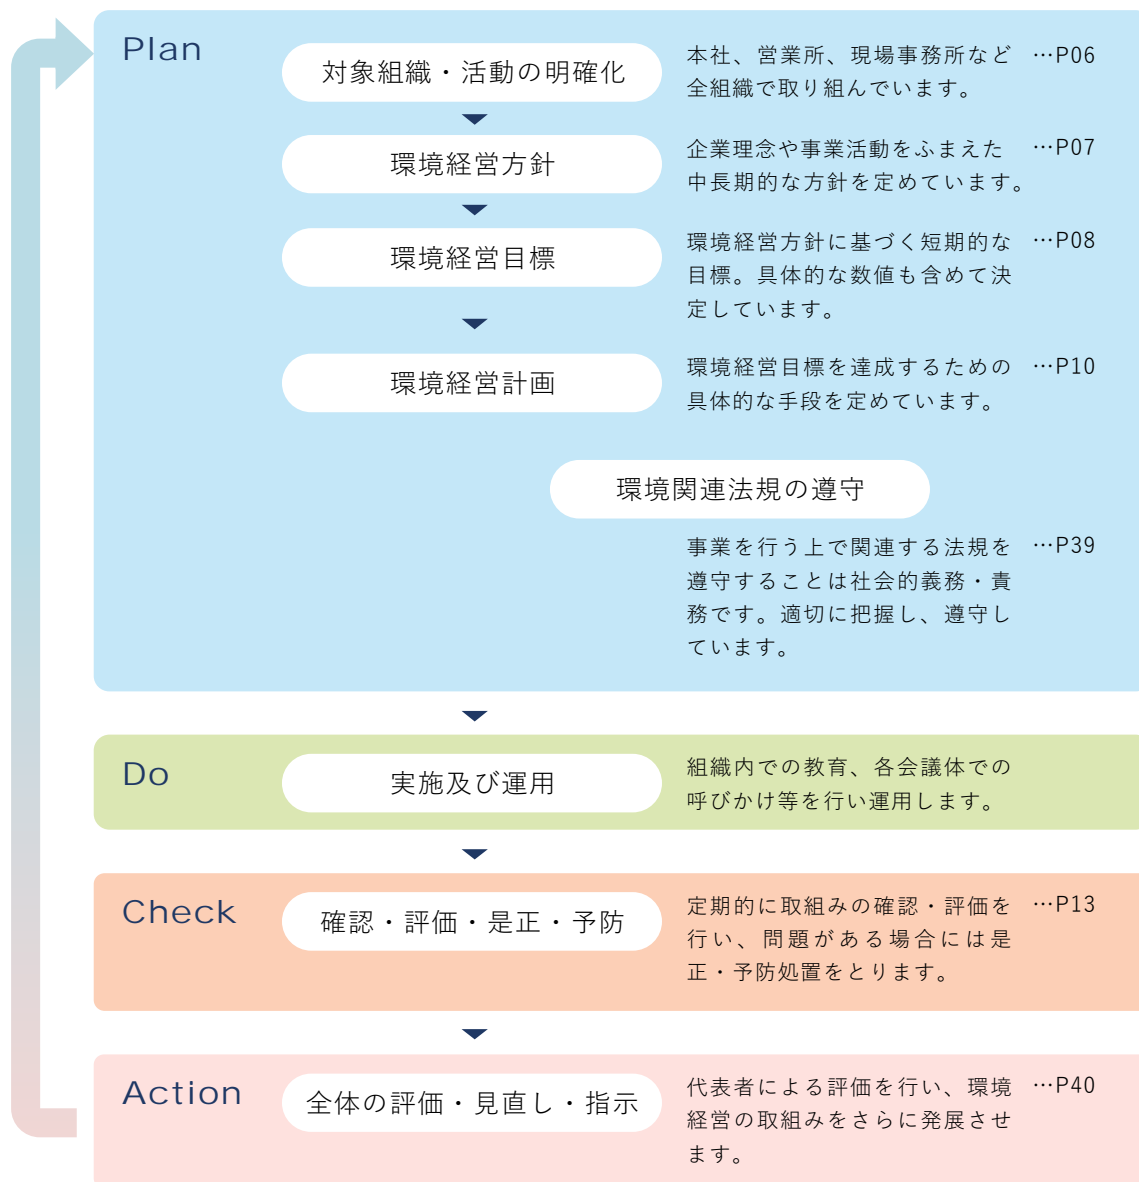 Plan
対象組織・活動の明確化
本社、営業所、現場事務所など …P06
全組織で取り組んでいます。
環境経営方針
企業理念や事業活動をふまえた …P07
中長期的な方針を定めています。
環境経営目標
環境経営方針に基づく短期的な …P08
目標。具体的な数値も含めて決
定しています。
環境経営計画
環境経営目標を達成するための …P10
具体的な手段を定めています。
環境関連法規の遵守
事業を行う上で関連する法規を …P39
遵守することは社会的義務・責
務です。適切に把握し、遵守し
ています。
Do
実施及び運用
組織内での教育、各会議体での
呼びかけ等を行い運用します。
Check
確認・評価・是正・予防
定期的に取組みの確認・評価を …P13
行い、問題がある場合には是
正・予防処置をとります。
Action
全体の評価・見直し・指示
代表者による評価を行い、環境 …P40
経営の取組みをさらに発展させ
ます。